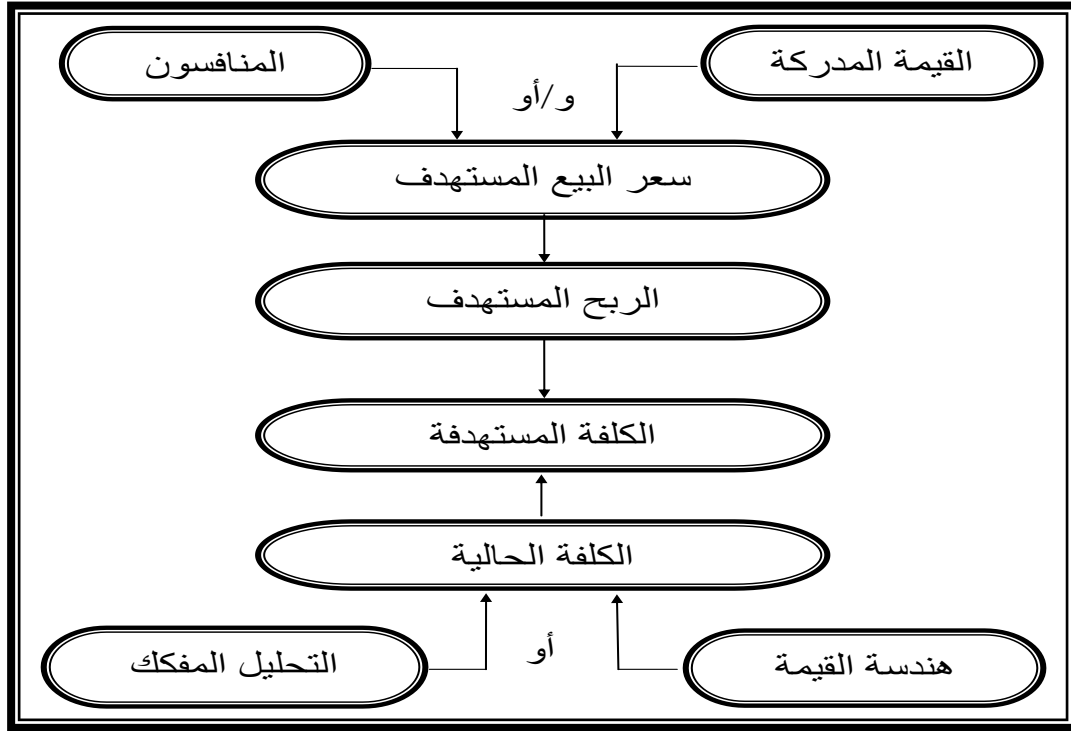 القيمة المدركة
المنافسون
و/أو
سعر البيع المستهدف
الربح المستهدف
الكلفة المستهدفة
الكلفة الحالية
أو
هندسة القيمة
التحليل المفكك